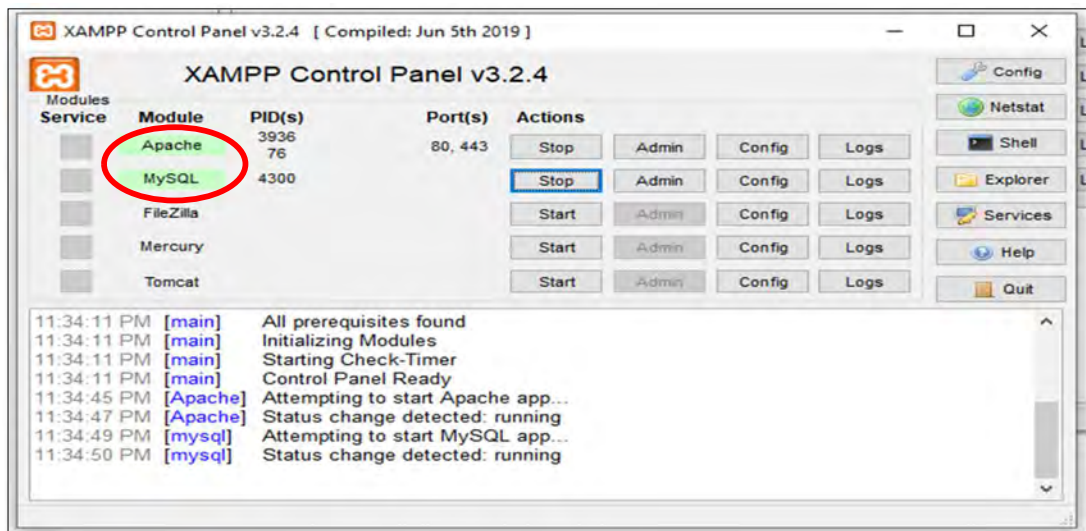 XAMPP Control Panel v3.2.4 [ Compiled: Jun 5th 2019 ]
XAMPP Control Panel v3.2.4
Config
Modules
Service Module PID(s) Port(s) Actions
Netstat
Apache 3936 76 80, 443 Stop Admin Config Logs Shell
MySQL 4300 Stop Admin Config Logs Explorer
FileZilla Start Admin Config Logs Services
Mercury Start Admin Config Logs Help
Tomcat Start Admin Config Logs Quit
11:34:11 PM [main] All prerequisites found
11:34:11 PM [main] Initializing Modules
11:34:11 PM [main] Starting Check-Timer
11:34:11 PM [main] Control Panel Ready
11:34:45 PM [Apache] Attempting to start Apache app...
11:34:47 PM [Apache] Status change detected: running
11:34:49 PM [mysql] Attempting to start MySQL app...
11:34:50 PM [mysql] Status change detected: running